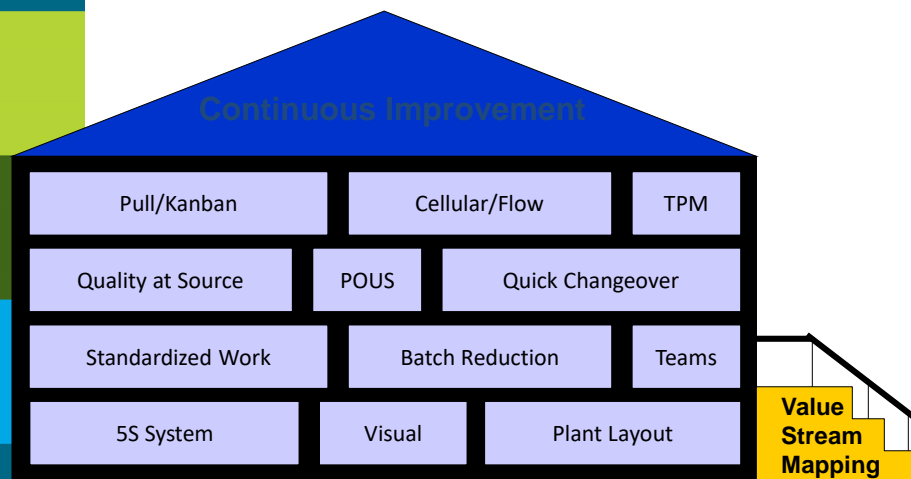 Continuous Improvement
Pull/Kanban
Cellular/Flow
TPM
Quality at Source
POUS
Quick Changeover
Standardized Work
Batch Reduction
Teams
5S System
Visual
Plant Layout
Value
Stream
Mapping